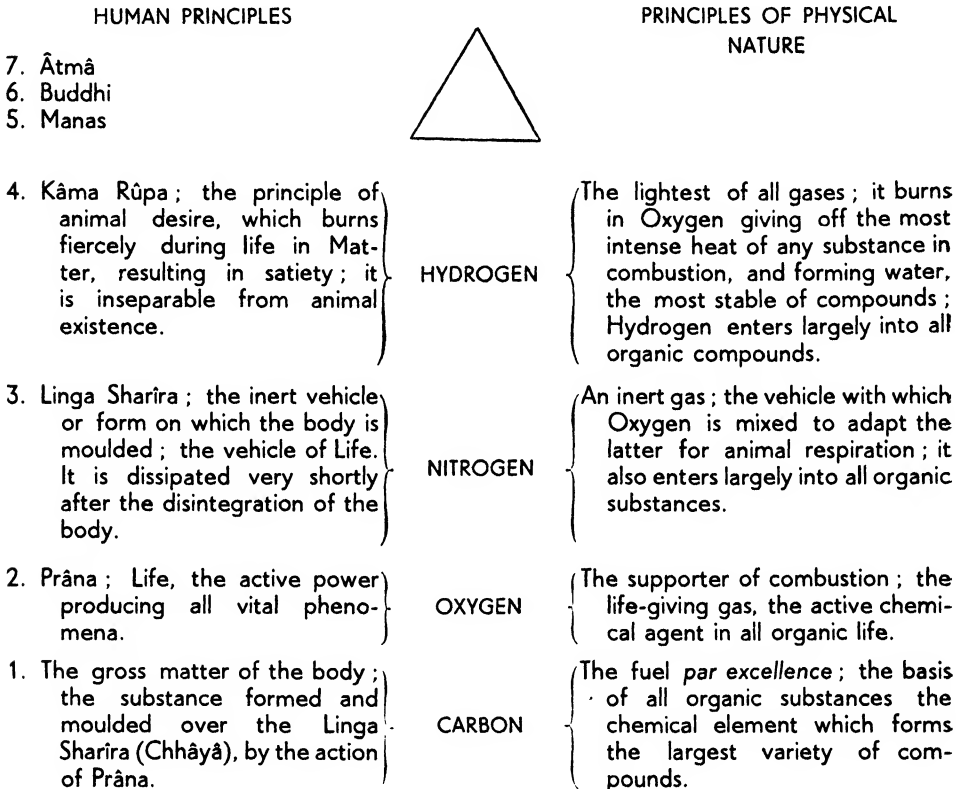 HUMAN PRINCIPLES
PRINCIPLES OF PHYSICAL
NATURE
7. Âtmâ
6. Buddhi
5. Manas
4. Kâma Rûpa ; the principle of
animal desire, which burns
fiercely during life in Mat-
ter, resulting in satiety ; it
is inseparable from animal
existence.
HYDROGEN
The lightest of all gases ; it burns
in Oxygen giving off the most
intense heat of any substance in
combustion, and forming water,
the most stable of compounds ;
Hydrogen enters largely into all
organic compounds.
3. Linga Sharîra ; the inert vehicle
or form on which the body is
moulded ; the vehicle of Life.
It is dissipated very shortly
after the disintegration of the
body.
NITROGEN
An inert gas ; the vehicle with which
Oxygen is mixed to adapt the
latter for animal respiration ; it
also enters largely into all organic
substances.
2. Prâna ; Life, the active power
producing all vital pheno-
mena.
OXYGEN
The supporter of combustion ; the
life-giving gas, the active chemi-
cal agent in all organic life.
1. The gross matter of the body ;
the substance formed and
moulded over the Linga
Sharîra (Chhâyâ), by the action
of Prâna.
CARBON
The fuel par excellence ; the basis
of all organic substances the
chemical element which forms
the largest variety of com-
pounds.